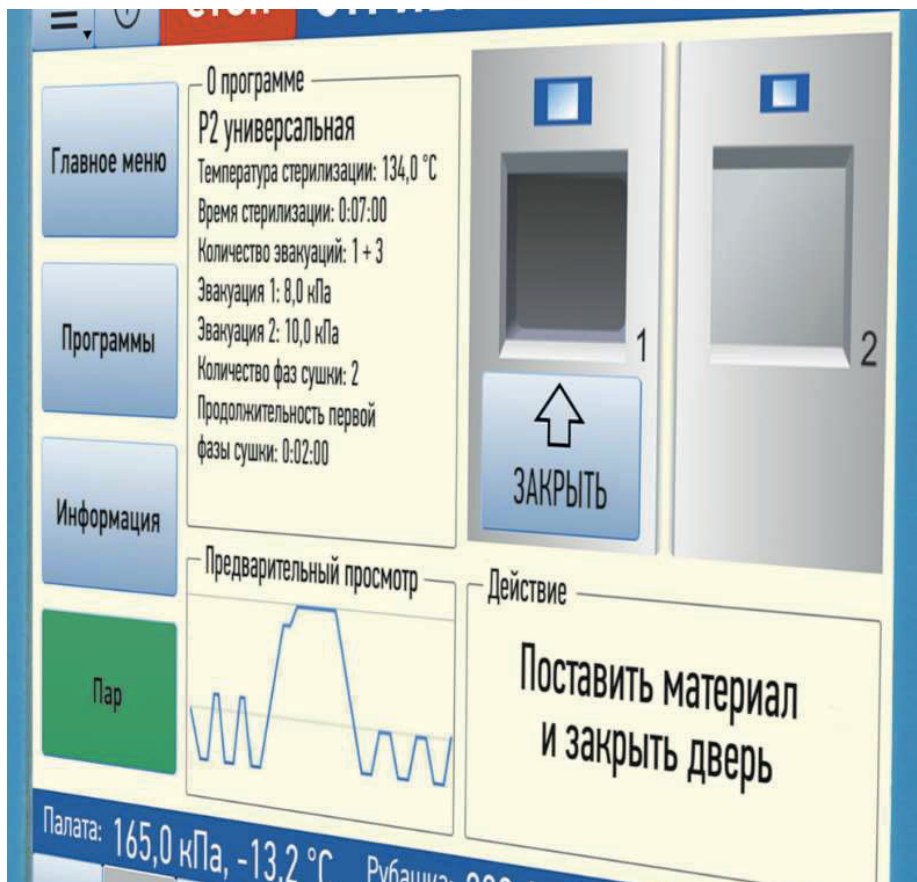 СТОП
Главное меню
Программы
Информация
Пар
О программе
P2 универсальная
Температура стерилизации: 134,0 °C
Время стерилизации: 0:07:00
Количество эвакуаций: 1 + 3
Эвакуация 1: 8,0 кПа
Эвакуация 2: 10,0 кПа
Количество фаз сушки: 2
Продолжительность первой
фазы сушки: 0:02:00
1
ЗАКРЫТЬ
2
Предварительный просмотр
Действие
Поставить материал
и закрыть дверь
Палата: 165,0 кПа, -13,2 °C Рубашка: